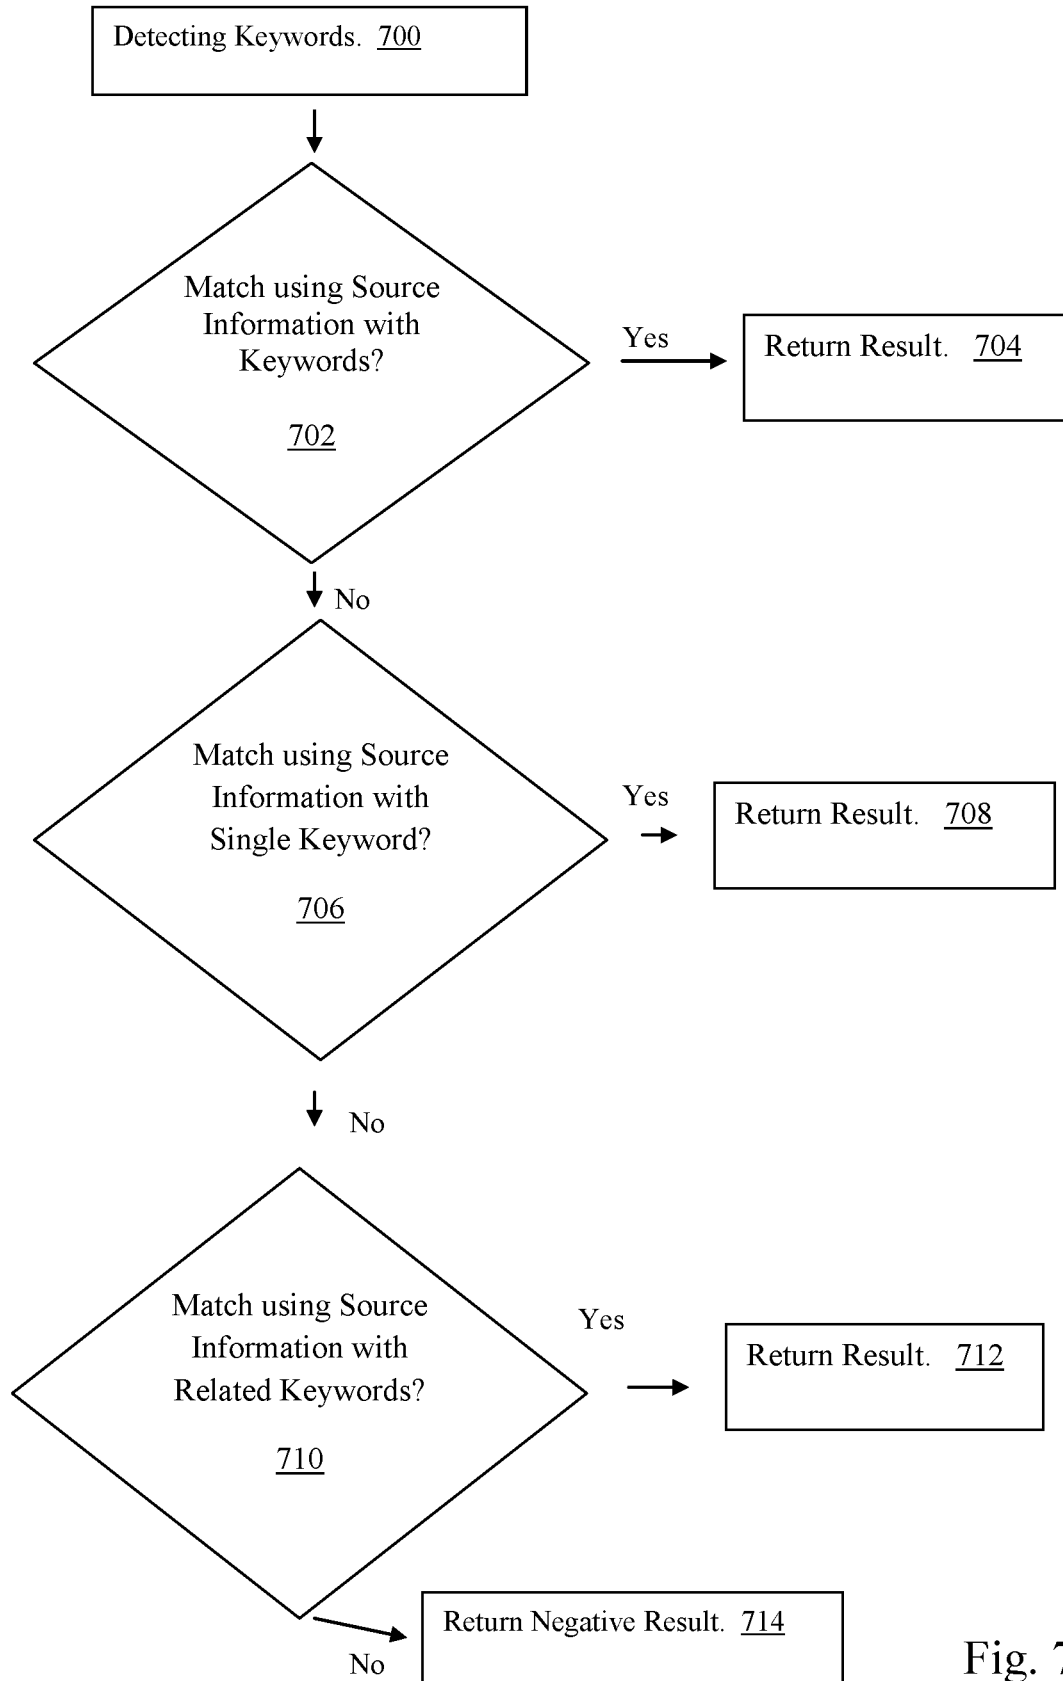 Detecting Keywords. 700
Match using Source
Information with
Keywords?
702
Yes
Return Result. 704
No
Match using Source
Information with
Single Keyword?
706
Yes
Return Result. 708
No
Match using Source
Information with
Related Keywords?
710
Yes
Return Result. 712
Return Negative Result. 714
No
Fig. 7